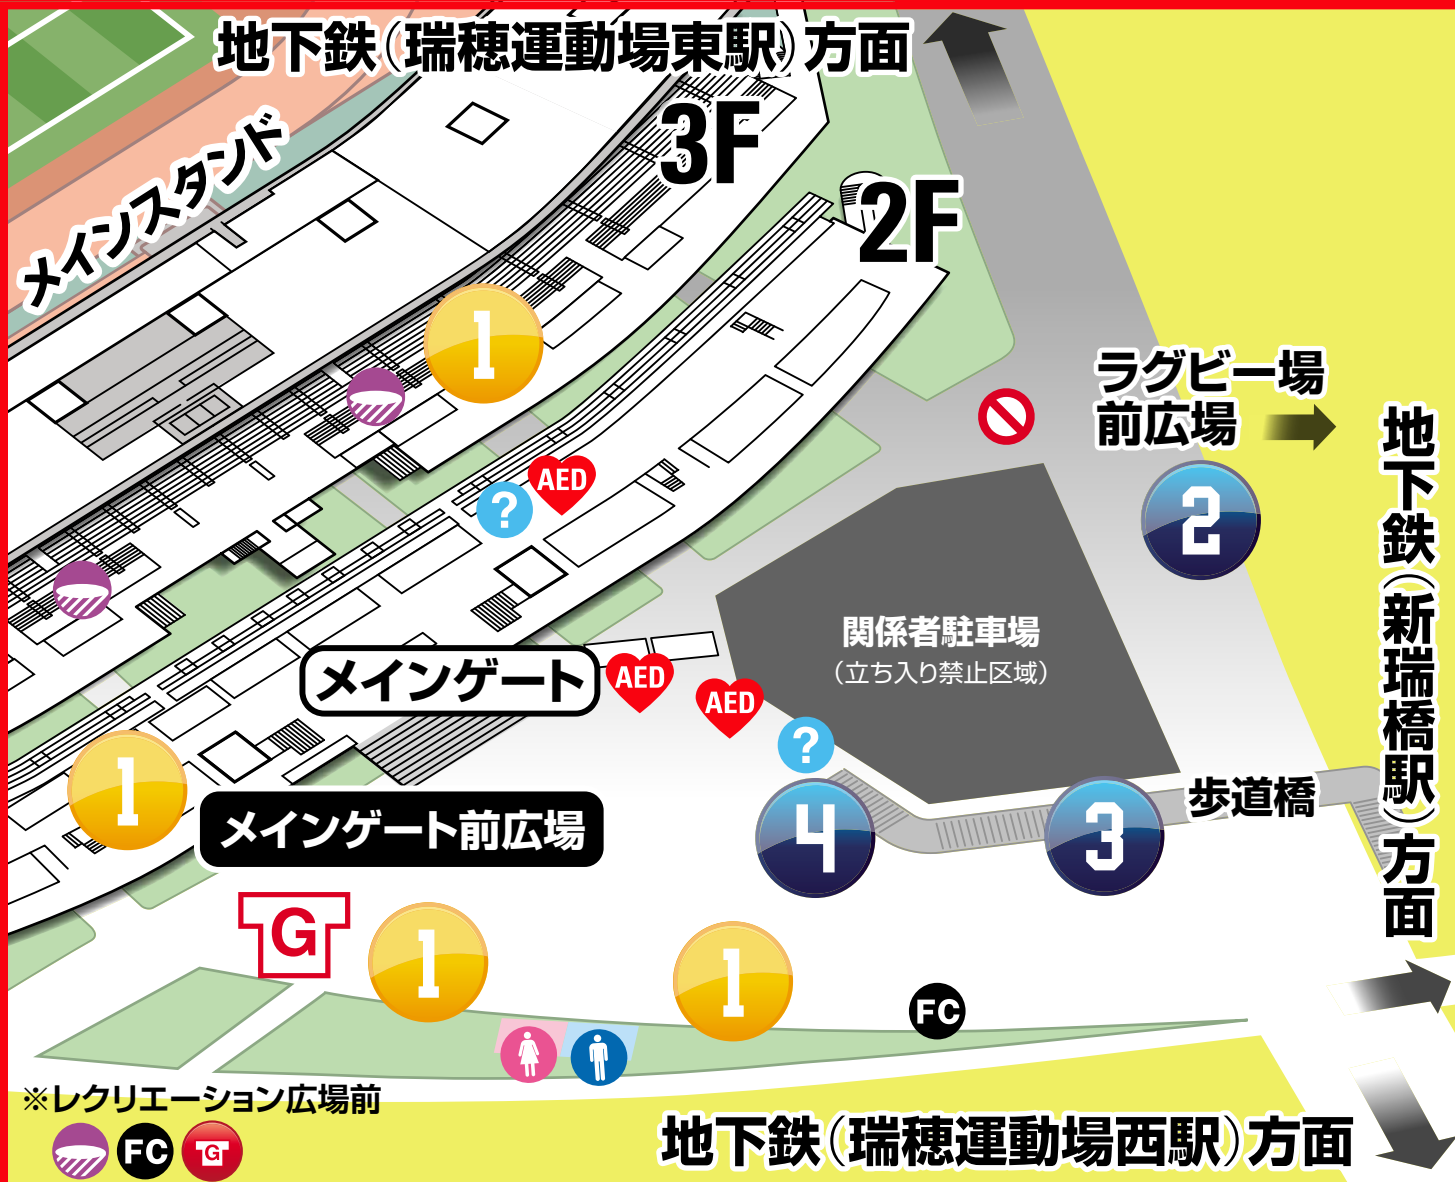 地下鉄(瑞穂運動場東駅)方面
3F
メインスタンド
2F
1
ラグビー場
前広場
地下鉄(新瑞橋駅)方面
AED
?
2
関係者駐車場
(立ち入り禁止区域)
メインゲート
AED
AED
?
1
メインゲート前広場
4
3
歩道橋
G
1
1
FC
※レクリエーション広場前
FC
G
地下鉄(瑞穂運動場西駅)方面